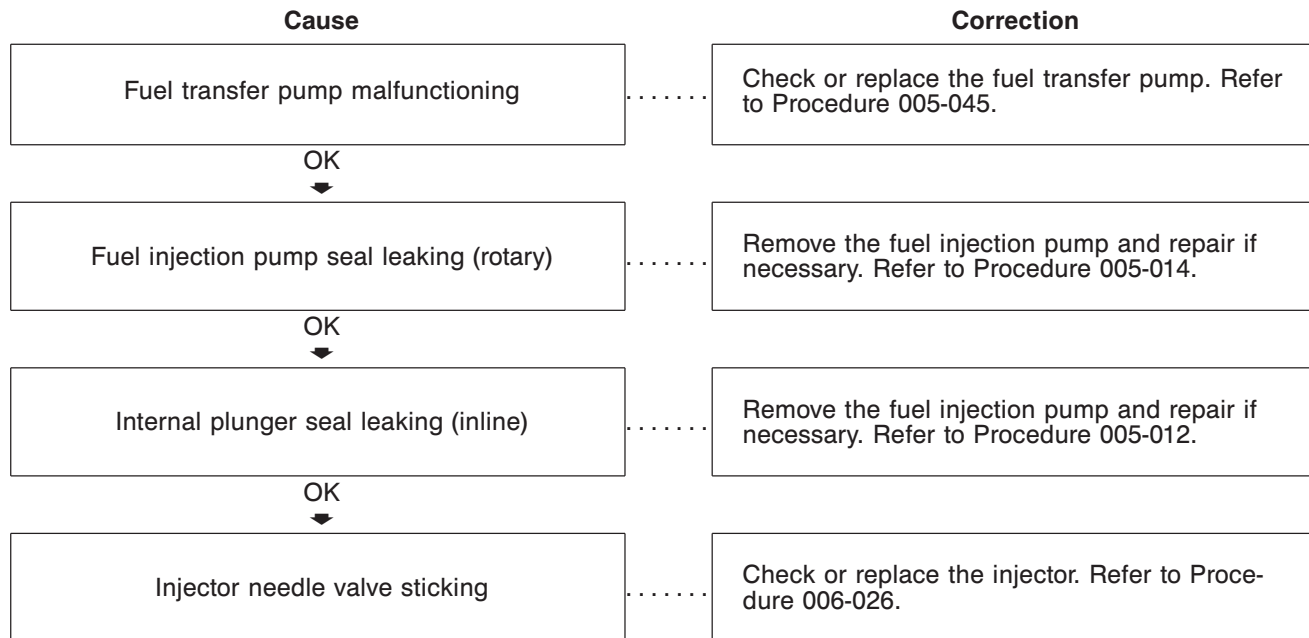 Cause
Correction
Fuel transfer pump malfunctioning
. . . . . . .
Check or replace the fuel transfer pump. Refer
to Procedure 005-045.
OK
Fuel injection pump seal leaking (rotary)
. . . . . . .
Remove the fuel injection pump and repair if
necessary. Refer to Procedure 005-014.
OK
Internal plunger seal leaking (inline)
. . . . . . .
Remove the fuel injection pump and repair if
necessary. Refer to Procedure 005-012.
OK
Injector needle valve sticking
. . . . . . .
Check or replace the injector. Refer to Proce-
dure 006-026.